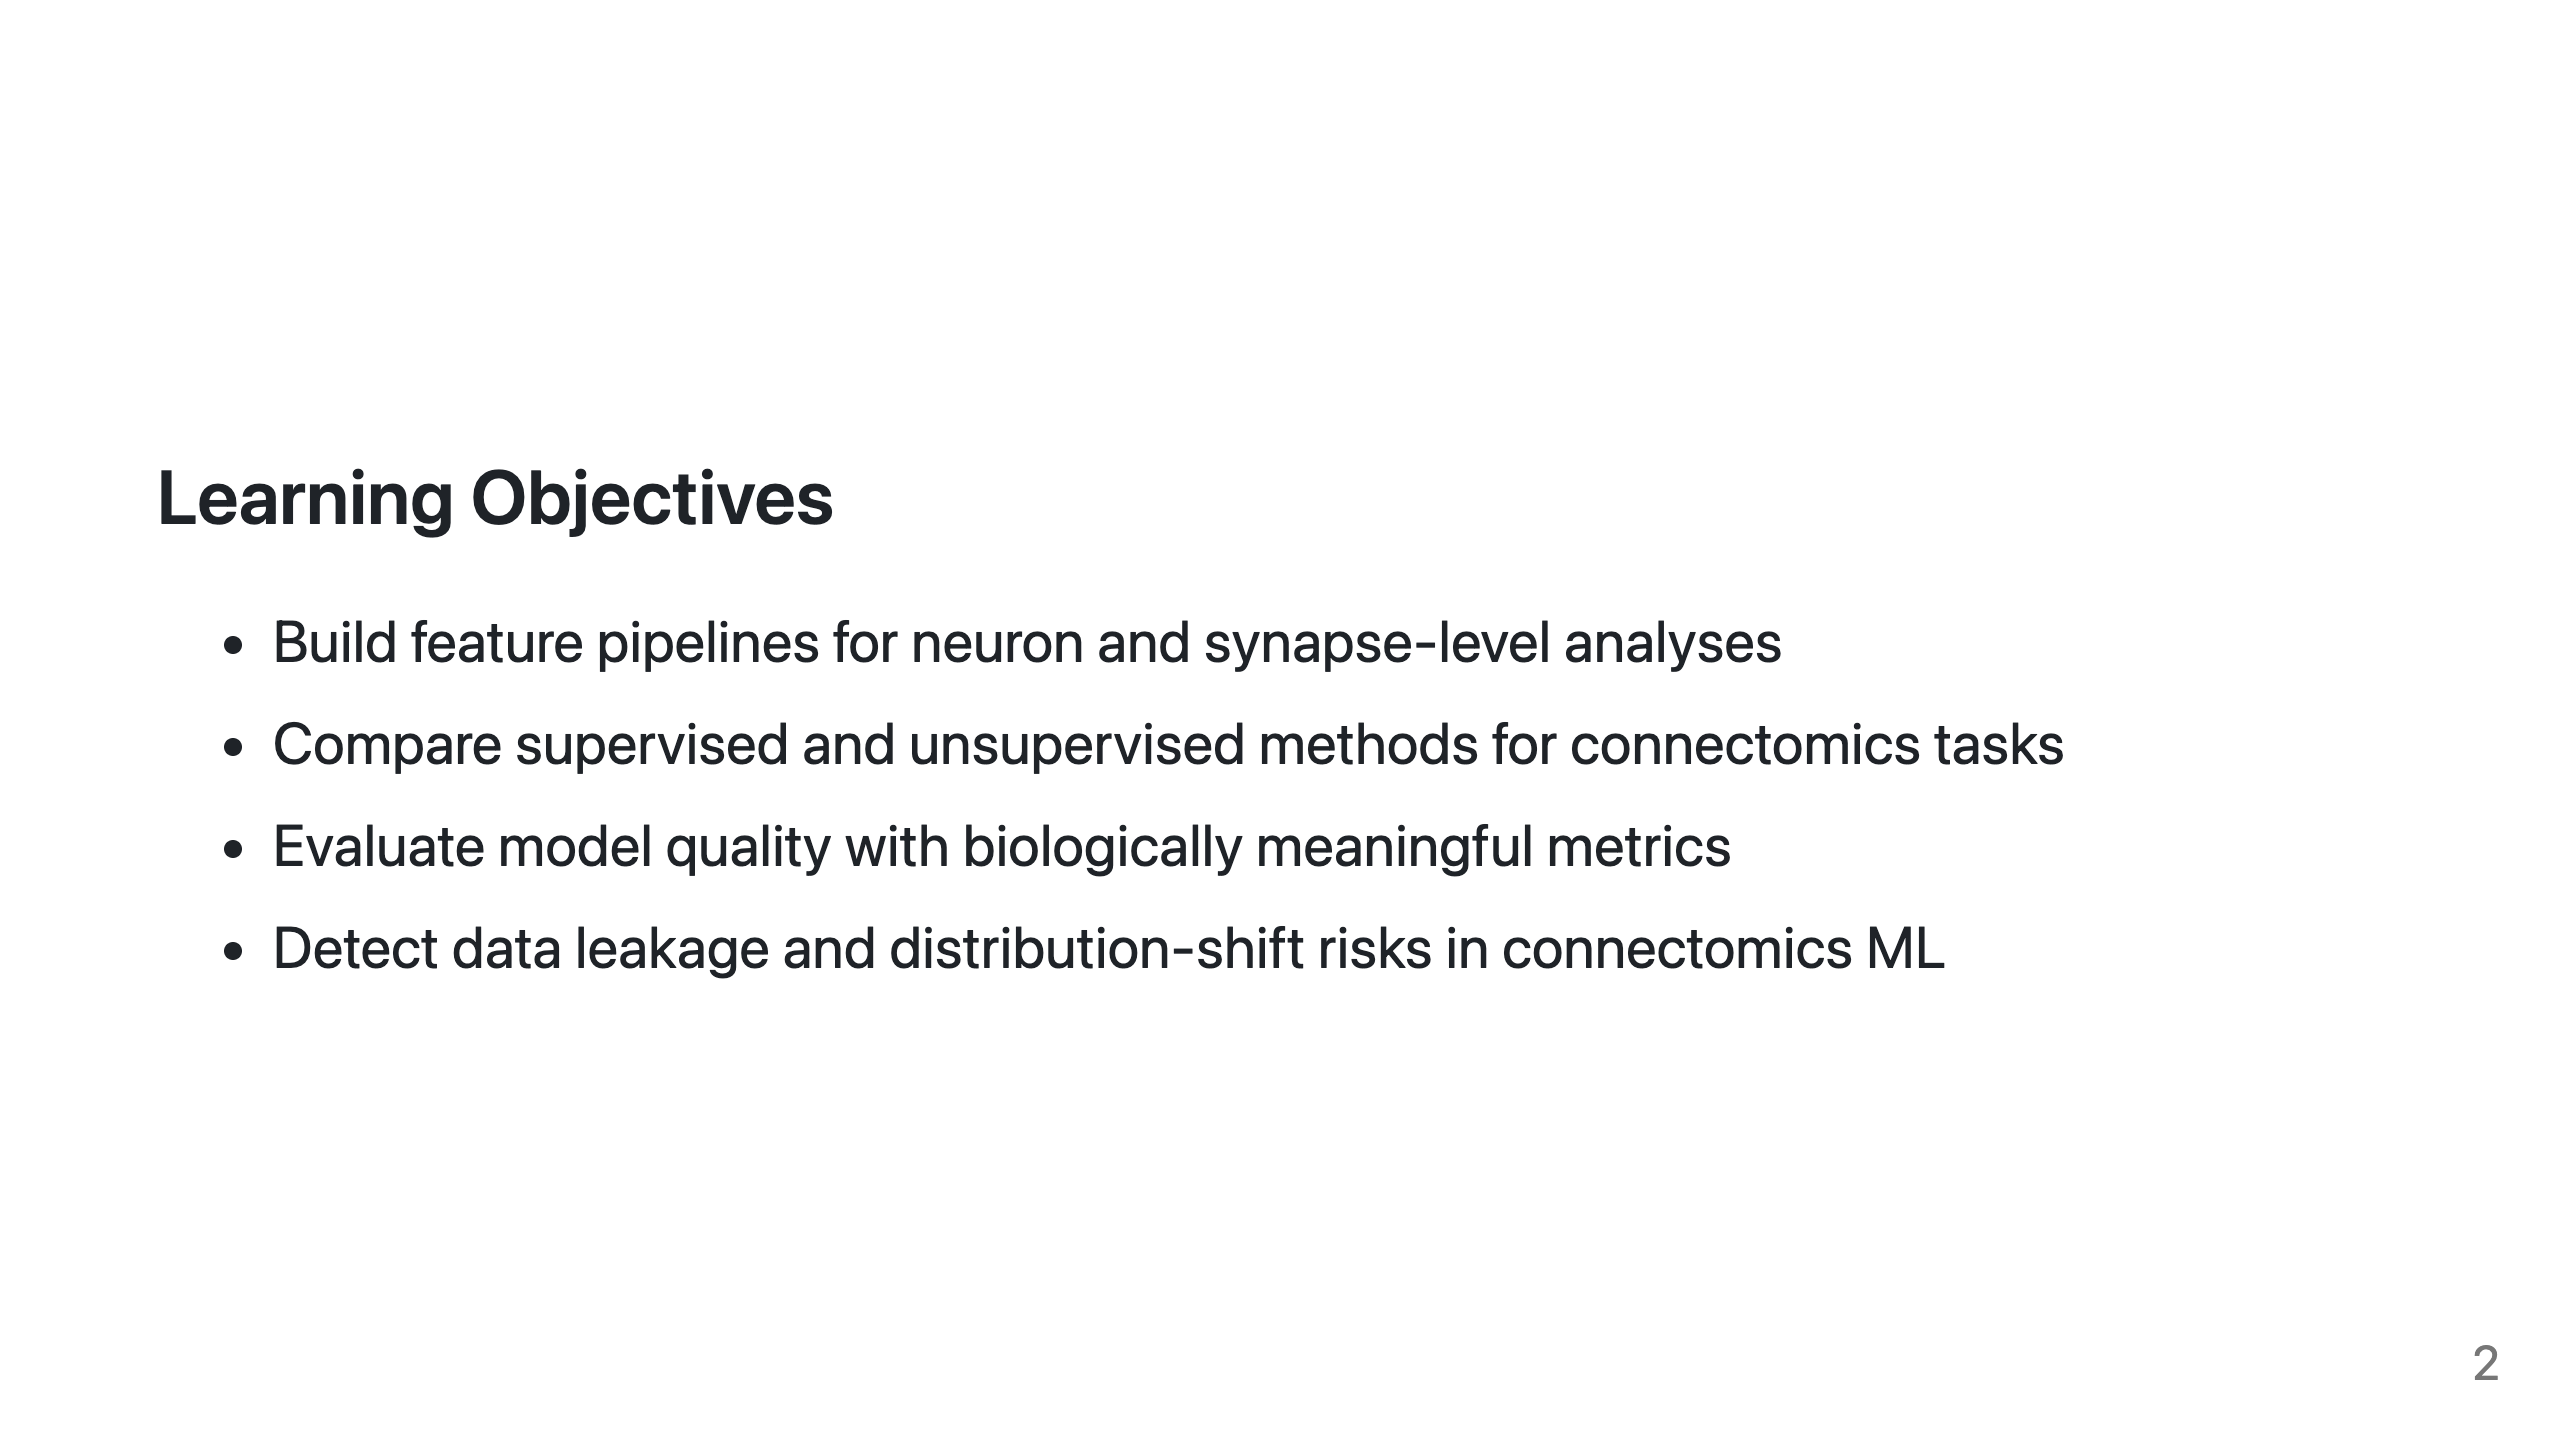 Learning Objectives
• Build feature pipelines for neuron and synapse-level analyses
• Compare supervised and unsupervised methods for connectomics tasks
• Evaluate model quality with biologically meaningful metrics
• Detect data leakage and distribution-shift risks in connectomics ML
2